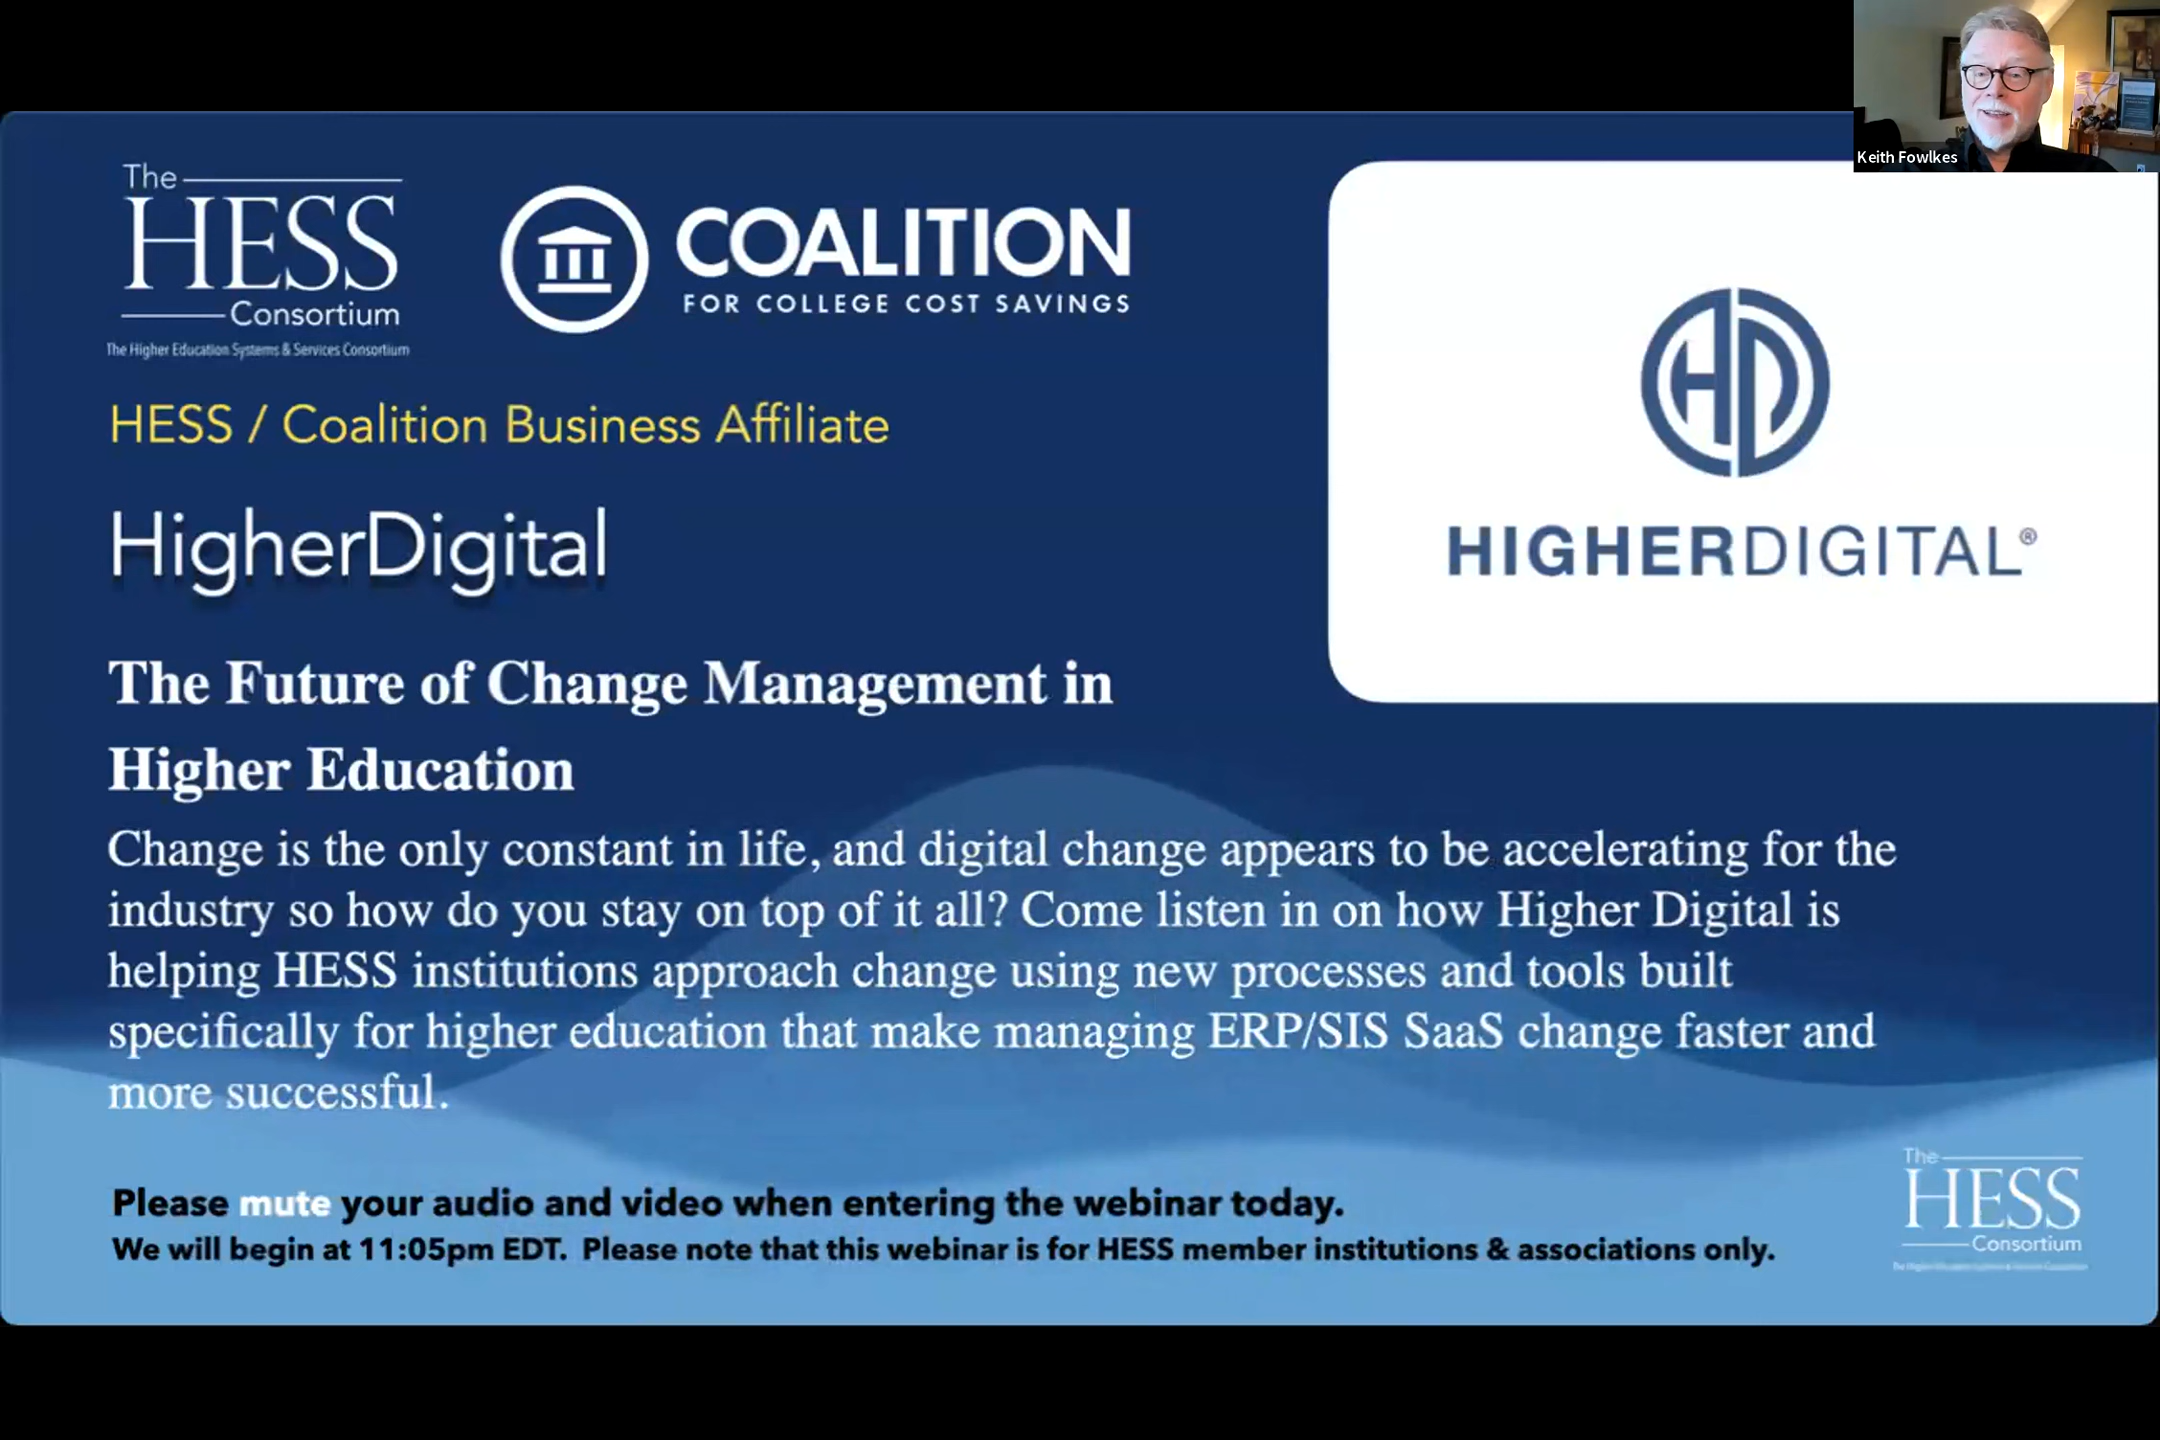 Keith Fowlkes
The
HESS
Consortium
The Higher Education Systems & Services Consortium
COALITION
FOR COLLEGE COST SAVINGS
HD
HIGHERDIGITAL®
HESS / Coalition Business Affiliate
HigherDigital
The Future of Change Management in
Higher Education
Change is the only constant in life, and digital change appears to be accelerating for the
industry so how do you stay on top of it all? Come listen in on how Higher Digital is
helping HESS institutions approach change using new processes and tools built
specifically for higher education that make managing ERP/SIS SaaS change faster and
more successful.
Please mute your audio and video when entering the webinar today.
We will begin at 11:05pm EDT.  Please note that this webinar is for HESS member institutions & associations only.
The
HESS
Consortium